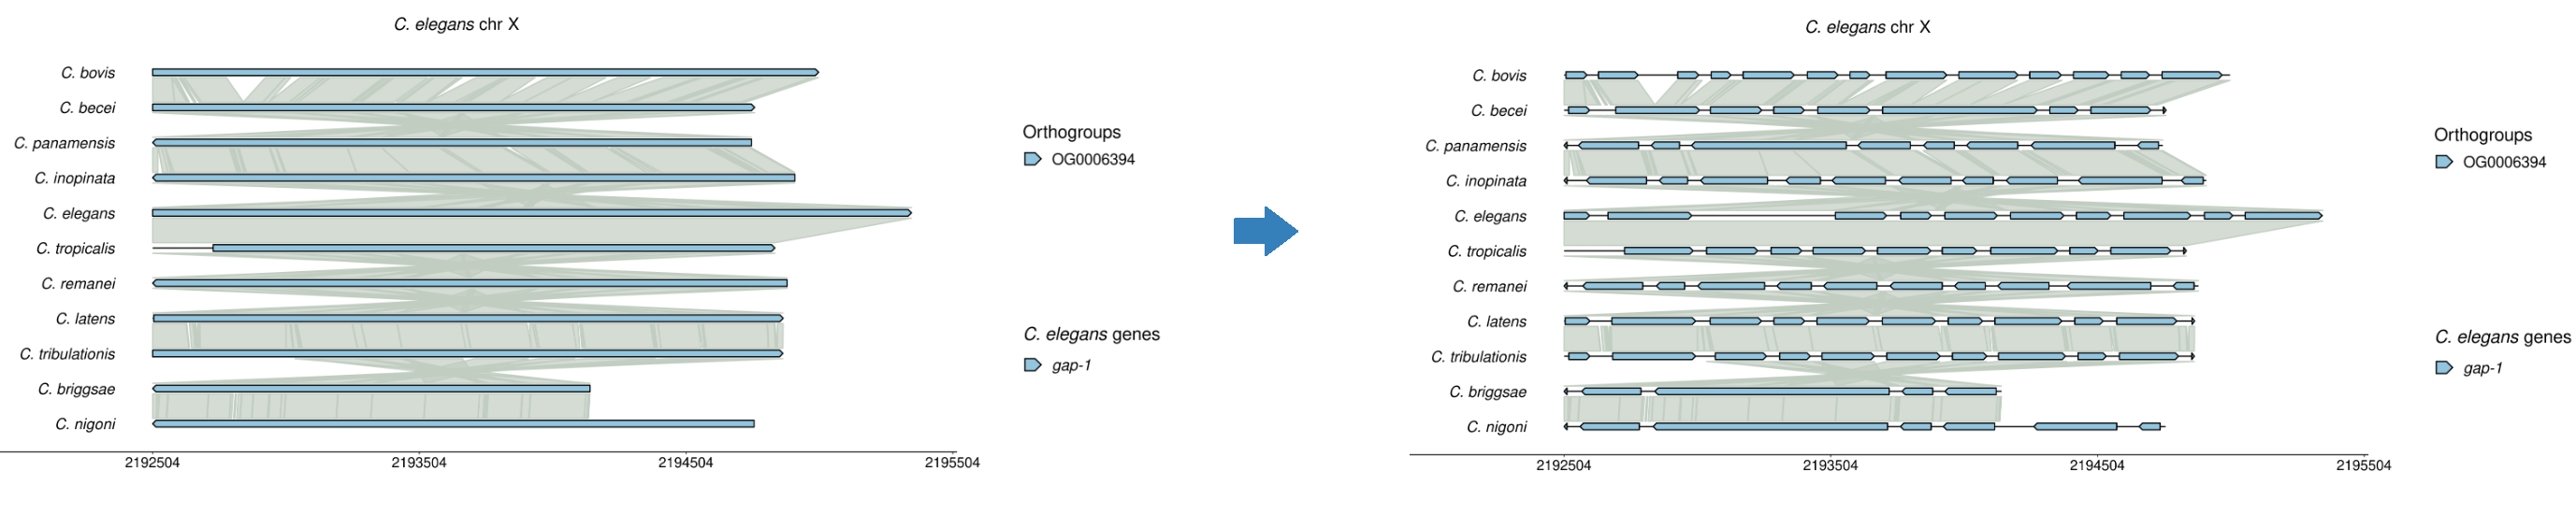 C. elegans chr X
C. bovis
C. becei
C. panamensis
C. inopinata
C. elegans
C. tropicalis
C. remanei
C. latens
C. tribulationis
C. briggsae
C. nigoni
2192504 2193504 2194504 2195504
Orthogroups
OG0006394
C. elegans genes
gap-1
C. elegans chr X
C. bovis
C. becei
C. panamensis
C. inopinata
C. elegans
C. tropicalis
C. remanei
C. latens
C. tribulationis
C. briggsae
C. nigoni
2192504 2193504 2194504 2195504
Orthogroups
OG0006394
C. elegans genes
gap-1